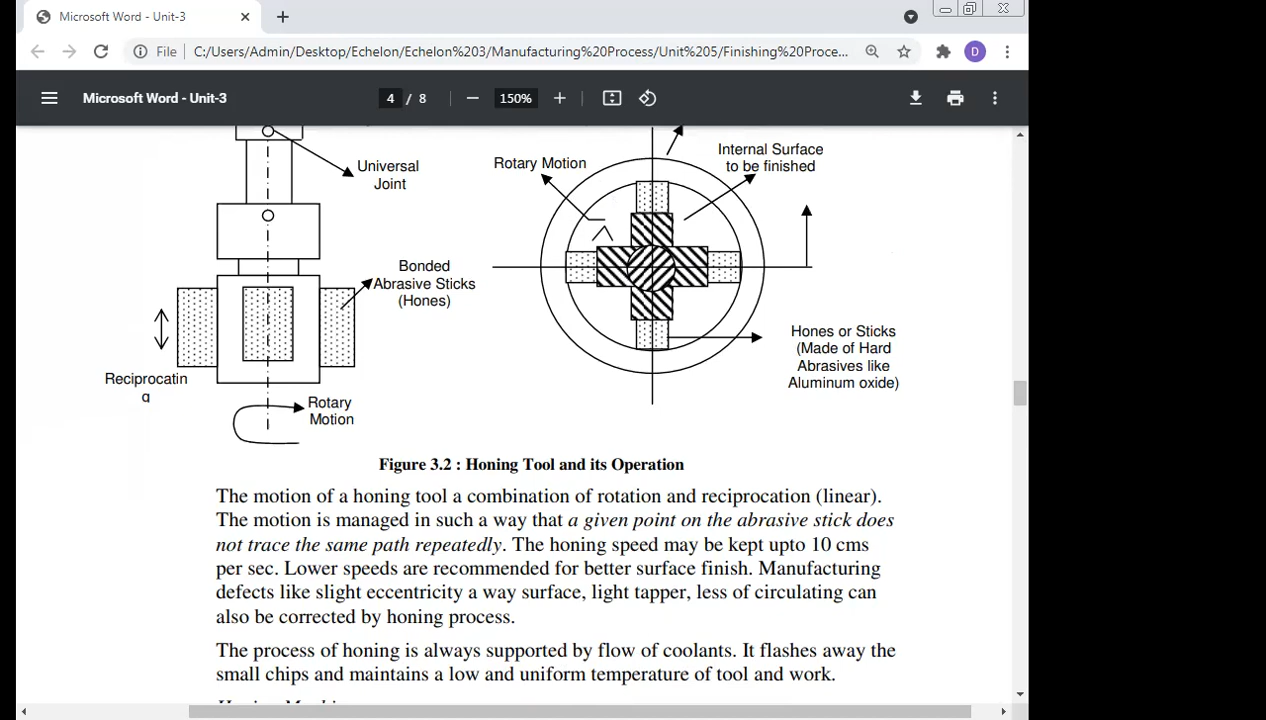 Microsoft Word - Unit-3
File
C:/Users/Admin/Desktop/Echelon/Echelon%203/Manufacturing%20Process/Unit%205/Finishing%20Proce...
D
Microsoft Word - Unit-3
4 / 8
150%
Universal
Joint
Bonded
Abrasive Sticks
(Hones)
Reciprocatin
g
Rotary
Motion
Rotary Motion
Internal Surface
to be finished
Hones or Sticks
(Made of Hard
Abrasives like
Aluminum oxide)
Figure 3.2 : Honing Tool and its Operation
The motion of a honing tool a combination of rotation and reciprocation (linear).
The motion is managed in such a way that a given point on the abrasive stick does
not trace the same path repeatedly. The honing speed may be kept upto 10 cms
per sec. Lower speeds are recommended for better surface finish. Manufacturing
defects like slight eccentricity a way surface, light tapper, less of circulating can
also be corrected by honing process.
The process of honing is always supported by flow of coolants. It flashes away the
small chips and maintains a low and uniform temperature of tool and work.